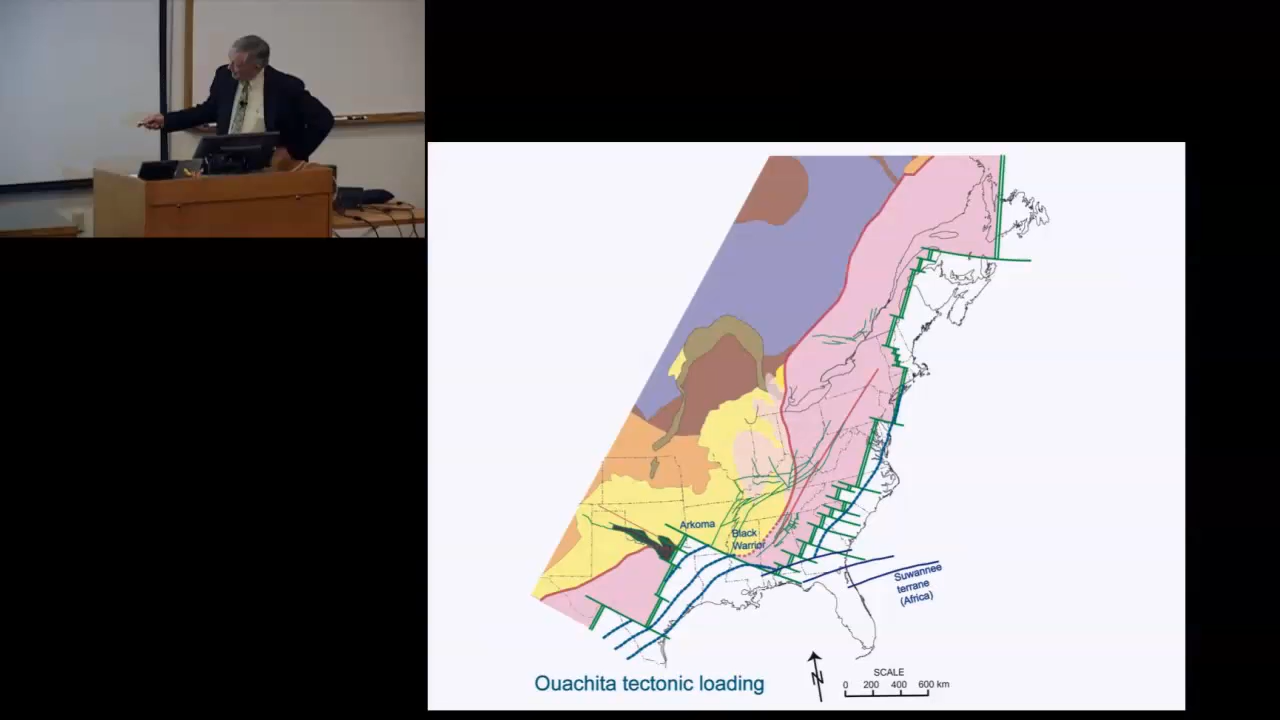 Arkoma
Black
Warrior
Suwannee
terrane
(Africa)
Ouachita tectonic loading
N
SCALE
0 200 400 600 km